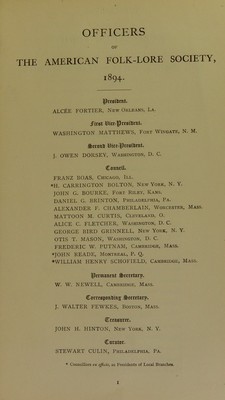 OFFICERS
OF
THE AMERICAN FOLK-LORE SOCIETY,
1894.
President.
ALCÉE FORTIER, New Orleans, La.
First Vice-President.
WASHINGTON MATTHEWS, Fort Wingate, N. M.
Second Vice-President.
J. OWEN DORSEY, Washington, D. C.
Council.
FRANZ BOAS, Chicago, Ill.
*H. CARRINGTON BOLTON, New York, N. Y.
JOHN G. BOURKE, Fort Riley, Kans.
DANIEL G. BRINTON, Philadelphia, Pa.
ALEXANDER F. CHAMBERLAIN, Worcester, Mass.
MATTOON M. CURTIS, Cleveland, O.
ALICE C. FLETCHER, Washington, D. C.
GEORGE BIRD GRINNELL, New York, N. Y.
OTIS T. MASON, Washington, D. C.
FREDERIC W. PUTNAM, Cambridge, Mass.
*JOHN READE, Montreal, P. Q.
*WILLIAM HENRY SCHOFIELD, Cambridge, Mass.
Permanent Secretary.
W. W. NEWELL, Cambridge, Mass.
Corresponding Secretary.
J. WALTER FEWKES, Boston, Mass.
Treasurer.
JOHN H. HINTON, New York, N. Y.
Curator.
STEWART CULIN, Philadelphia, Pa.
* Councillors ex officio, as Presidents of Local Branches.